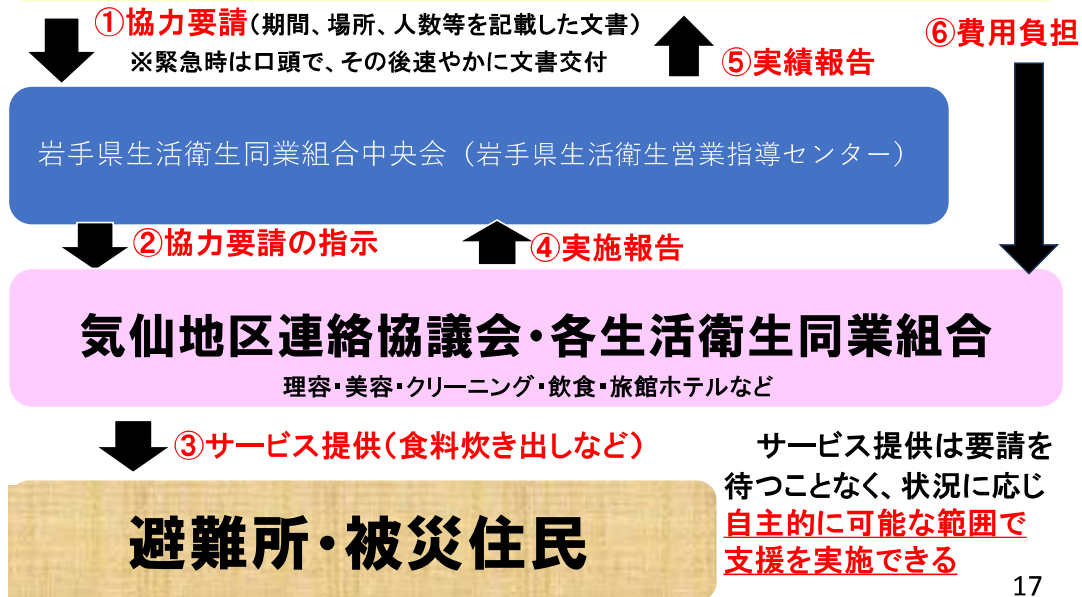 ①協力要請(期間、場所、人数等を記載した文書)
※緊急時は口頭で、その後速やかに文書交付
⑤実績報告
⑥費用負担
岩手県生活衛生同業組合中央会（岩手県生活衛生営業指導センター）
②協力要請の指示
④実施報告
気仙地区連絡協議会・各生活衛生同業組合
理容・美容・クリーニング・飲食・旅館ホテルなど
③サービス提供(食料炊き出しなど)
サービス提供は要請を
待つことなく、状況に応じ
自主的に可能な範囲で
支援を実施できる
避難所・被災住民
17